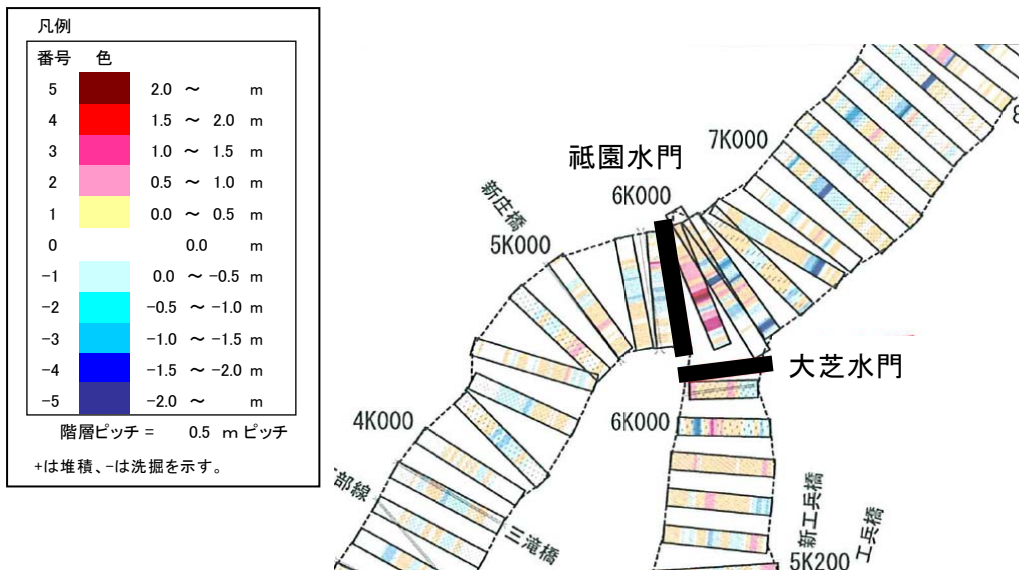 凡例
番号 色
5 2.0 ～ m
4 1.5 ～ 2.0 m
3 1.0 ～ 1.5 m
2 0.5 ～ 1.0 m
1 0.0 ～ 0.5 m
0 0.0 m
-1 0.0 ～ -0.5 m
-2 -0.5 ～ -1.0 m
-3 -1.0 ～ -1.5 m
-4 -1.5 ～ -2.0 m
-5 -2.0 ～ m
階層ピッチ = 0.5 m ピッチ
+は堆積、-は洗掘を示す。
7K000
祇園水門
6K000
新庄橋
5K000
大芝水門
4K000
6K000
部線
三滝橋
新工兵橋
工兵橋
5K200